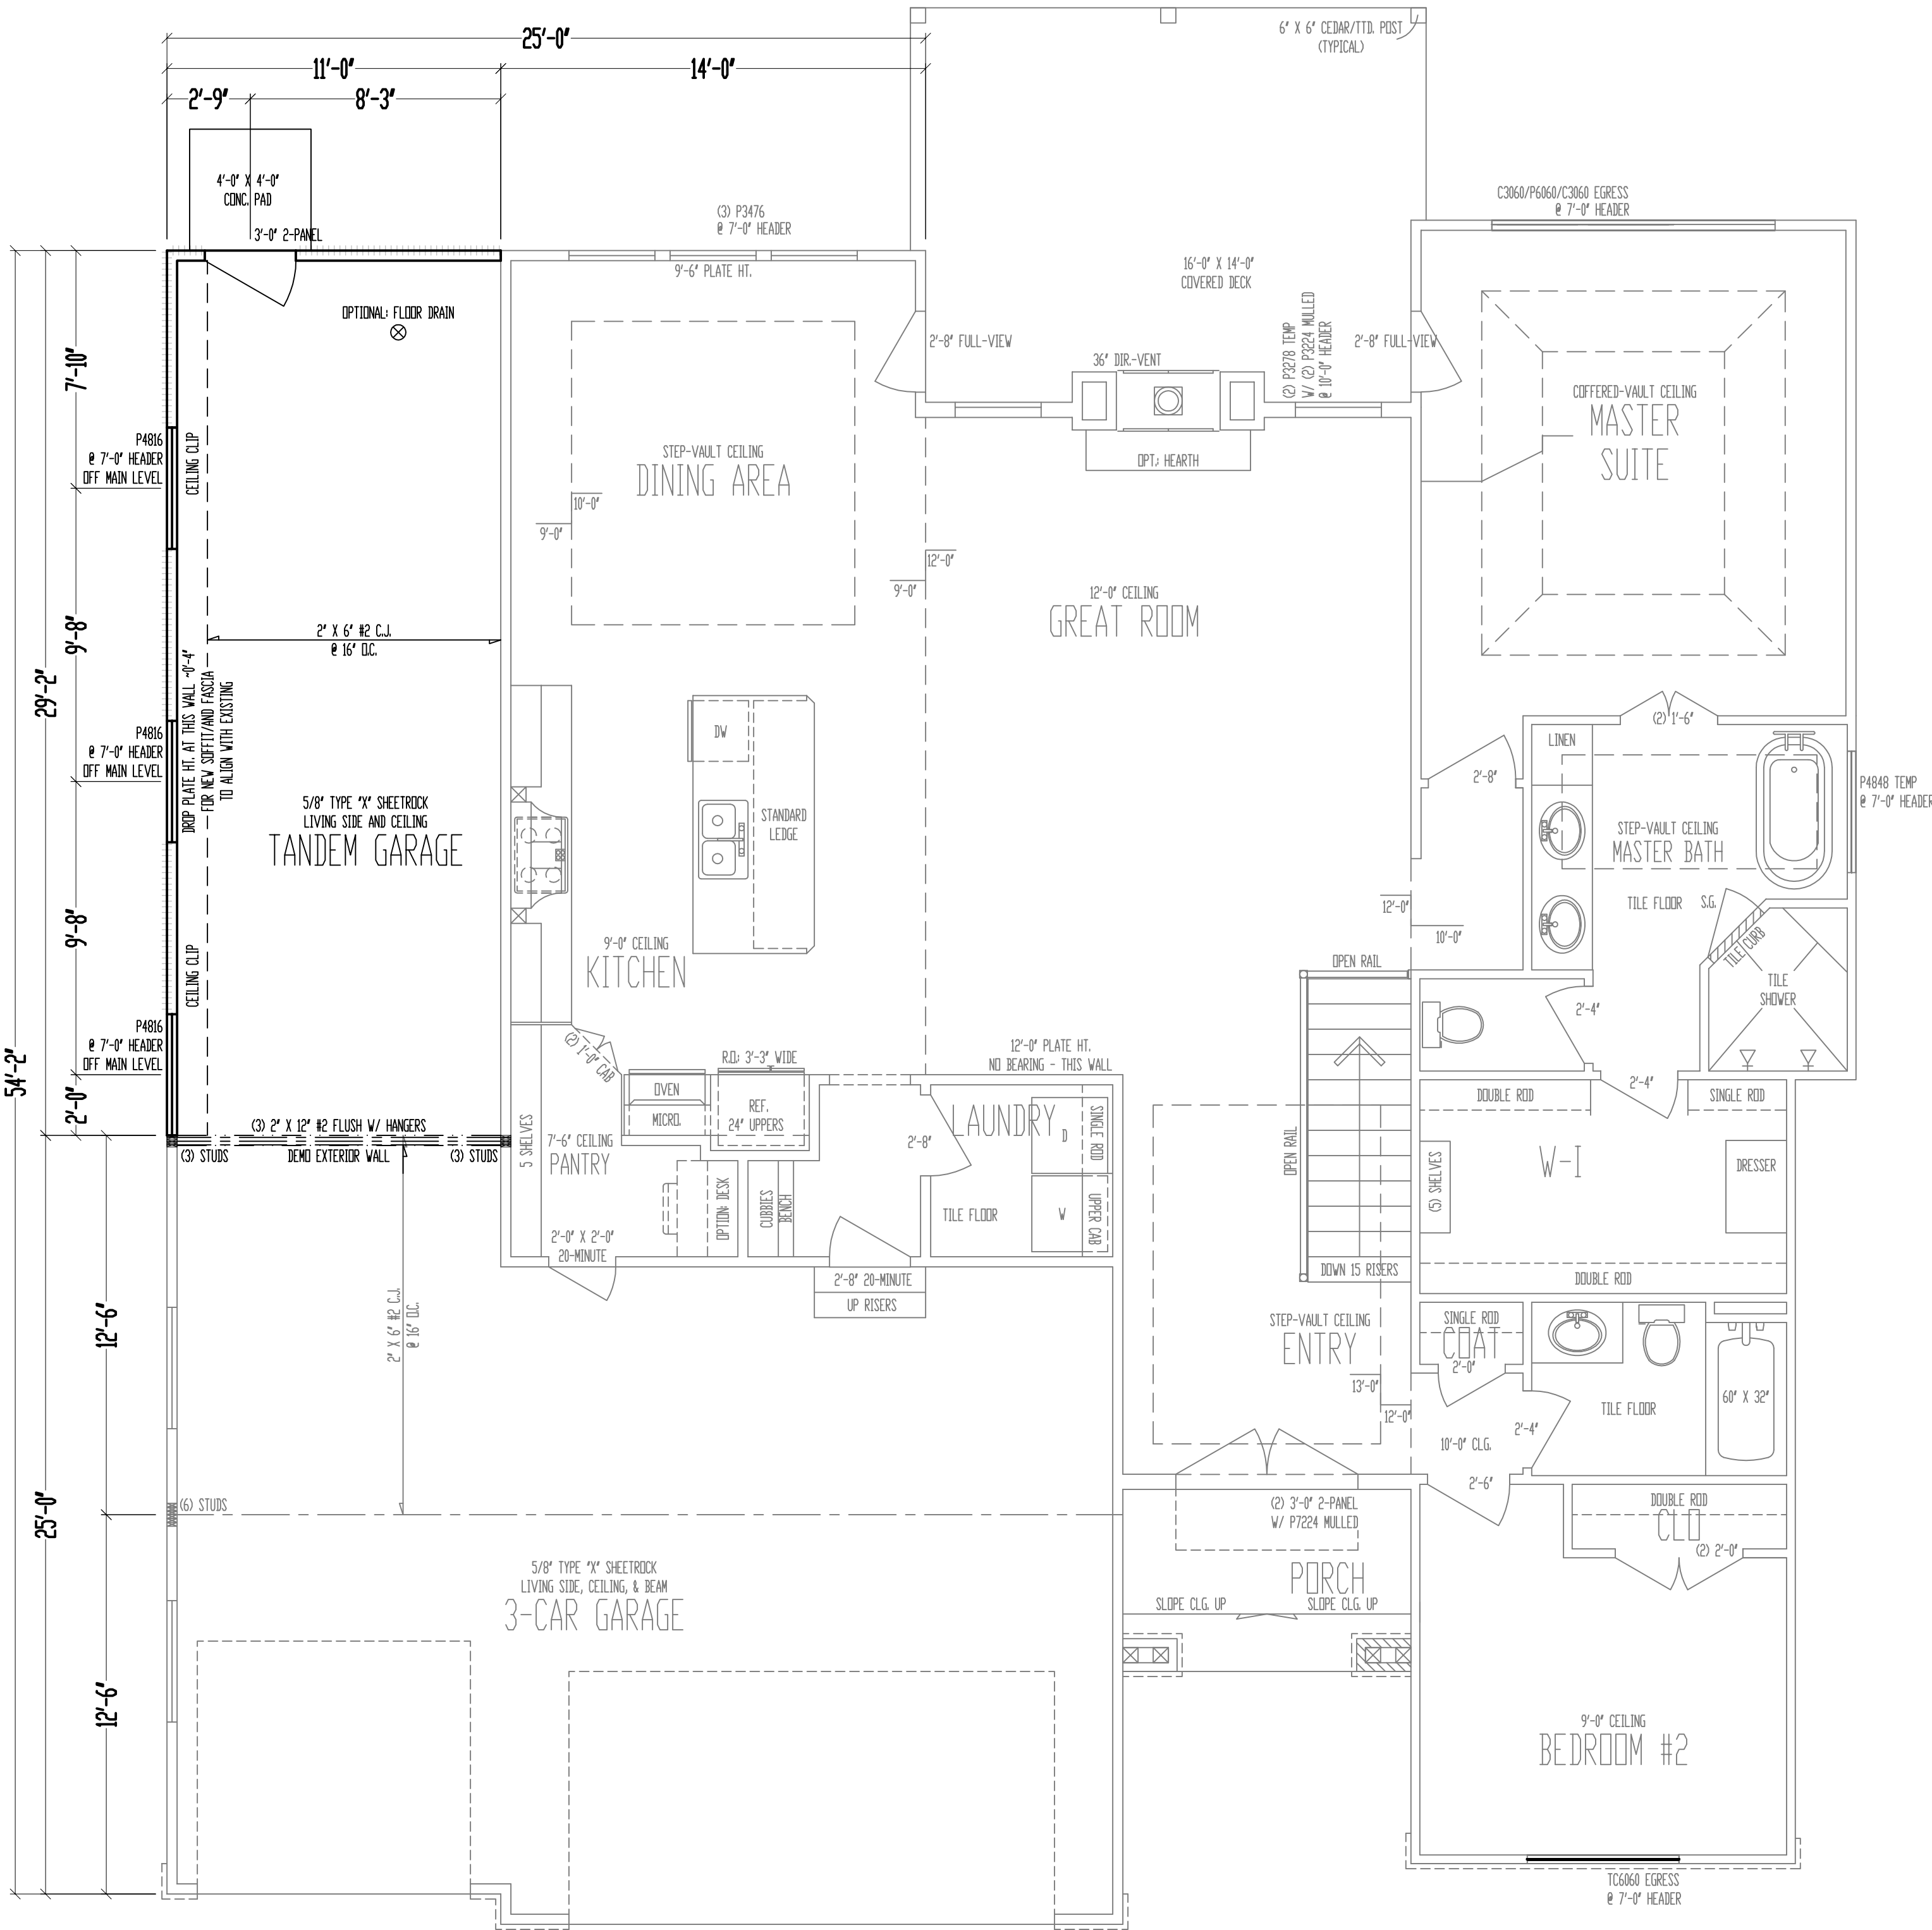 25'-0"
11'-0"
14'-0"
2'-9"
8'-3"
6" X 6" CEDAR/TTD. POST
(TYPICAL)
4'-0" X 4'-0"
CONC. PAD
3'-0" 2-PANEL
(3) P3476
@ 7'-0" HEADER
9'-6" PLATE HT.
C3060/P6060/C3060 EGRESS
@ 7'-0" HEADER
16'-0" X 14'-0"
COVERED DECK
OPTIONAL: FLOOR DRAIN
2'-8" FULL-VIEW
36" DIR.-VENT
(2) P3278 TEMP
W/ (2) P3224 MULLED
@ 10'-0" HEADER
2'-8" FULL-VIEW
COFFERED-VAULT CEILING
MASTER
SUITE
OPT.: HEARTH
STEP-VAULT CEILING
DINING AREA
10'-0"
9'-0"
12'-0"
9'-0"
12'-0" CEILING
GREAT ROOM
7'-10"
9'-8"
9'-8"
2'-0"
29'-2"
54'-2"
P4816
@ 7'-0" HEADER
OFF MAIN LEVEL
CEILING CLIP
2" X 6" #2 C.J.
@ 16" O.C.
DROP PLATE HT. AT THIS WALL ~0'-4"
FOR NEW SOFFIT/AND FASCIA
TO ALIGN WITH EXISTING
P4816
@ 7'-0" HEADER
OFF MAIN LEVEL
5/8" TYPE "X" SHEETROCK
LIVING SIDE AND CEILING
TANDEM GARAGE
CEILING CLIP
P4816
@ 7'-0" HEADER
OFF MAIN LEVEL
DW
STANDARD
LEDGE
9'-0" CEILING
KITCHEN
(2) 1'-6"
LINEN
2'-8"
P4848 TEMP
@ 7'-0" HEADER
STEP-VAULT CEILING
MASTER BATH
TILE FLOOR
S.G.
TILE CURB
TILE
SHOWER
12'-0"
10'-0"
OPEN RAIL
2'-4"
(2) 1'-0" CAB
R.O.: 3'-3" WIDE
12'-0" PLATE HT.
NO BEARING - THIS WALL
OVEN
MICRO.
REF.
24" UPPERS
LAUNDRY
D
SINGLE ROD
2'-8"
5 SHELVES
7'-6" CEILING
PANTRY
OPTION: DESK
CUBBIES
BENCH
TILE FLOOR
W
UPPER CAB
OPEN RAIL
DOWN 15 RISERS
2'-4"
DOUBLE ROD
SINGLE ROD
W-I
(5) SHELVES
DRESSER
DOUBLE ROD
(3) 2" X 12" #2 FLUSH W/ HANGERS
(3) STUDS
DEMO EXTERIOR WALL
(3) STUDS
2'-0" X 2'-0"
20-MINUTE
2'-8" 20-MINUTE
UP RISERS
2" X 6" #2 C.J.
@ 16" O.C.
12'-6"
25'-0"
12'-6"
(6) STUDS
STEP-VAULT CEILING
ENTRY
13'-0"
12'-0"
SINGLE ROD
COAT
2'-0"
10'-0" CLG.
2'-4"
2'-6"
TILE FLOOR
60" X 32"
(2) 3'-0" 2-PANEL
W/ P7224 MULLED
PORCH
SLOPE CLG. UP
SLOPE CLG. UP
DOUBLE ROD
CLO
(2) 2'-0"
5/8" TYPE "X" SHEETROCK
LIVING SIDE, CEILING, & BEAM
3-CAR GARAGE
9'-0" CEILING
BEDROOM #2
TC6060 EGRESS
@ 7'-0" HEADER